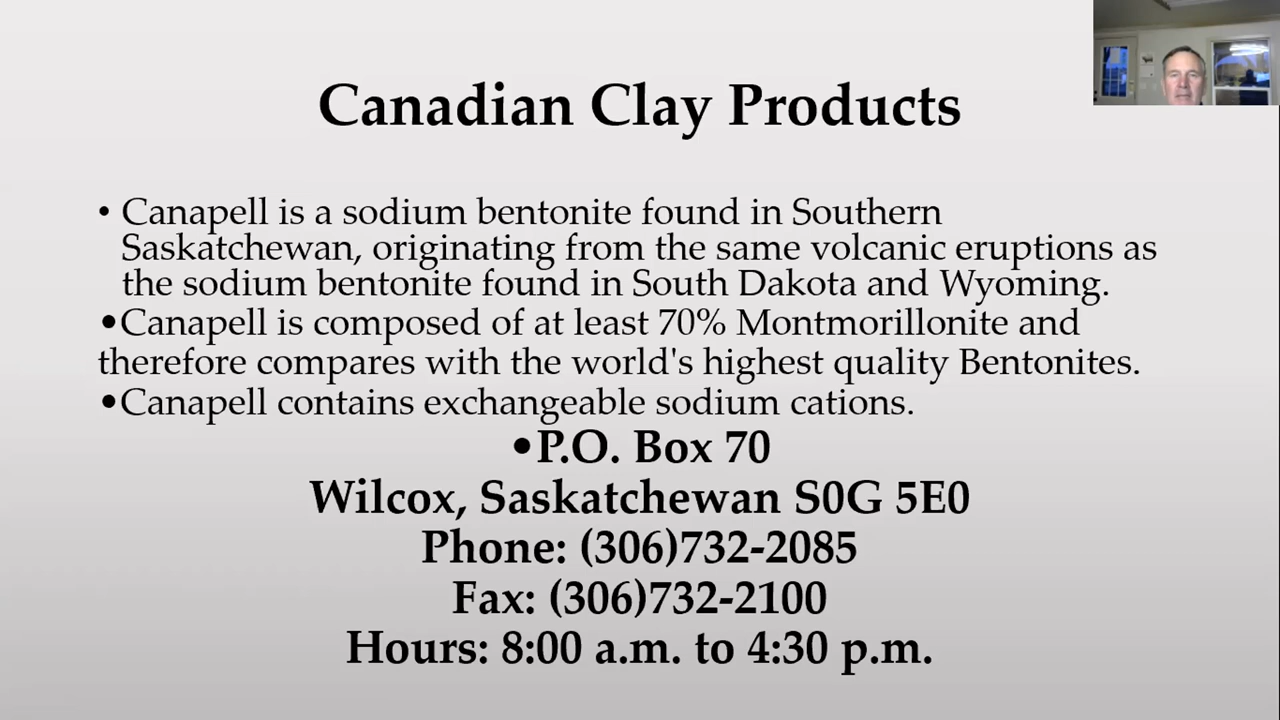 Canadian Clay Products
• Canapell is a sodium bentonite found in Southern
Saskatchewan, originating from the same volcanic eruptions as
the sodium bentonite found in South Dakota and Wyoming.
•Canapell is composed of at least 70% Montmorillonite and
therefore compares with the world's highest quality Bentonites.
•Canapell contains exchangeable sodium cations.
•P.O. Box 70
Wilcox, Saskatchewan S0G 5E0
Phone: (306)732-2085
Fax: (306)732-2100
Hours: 8:00 a.m. to 4:30 p.m.